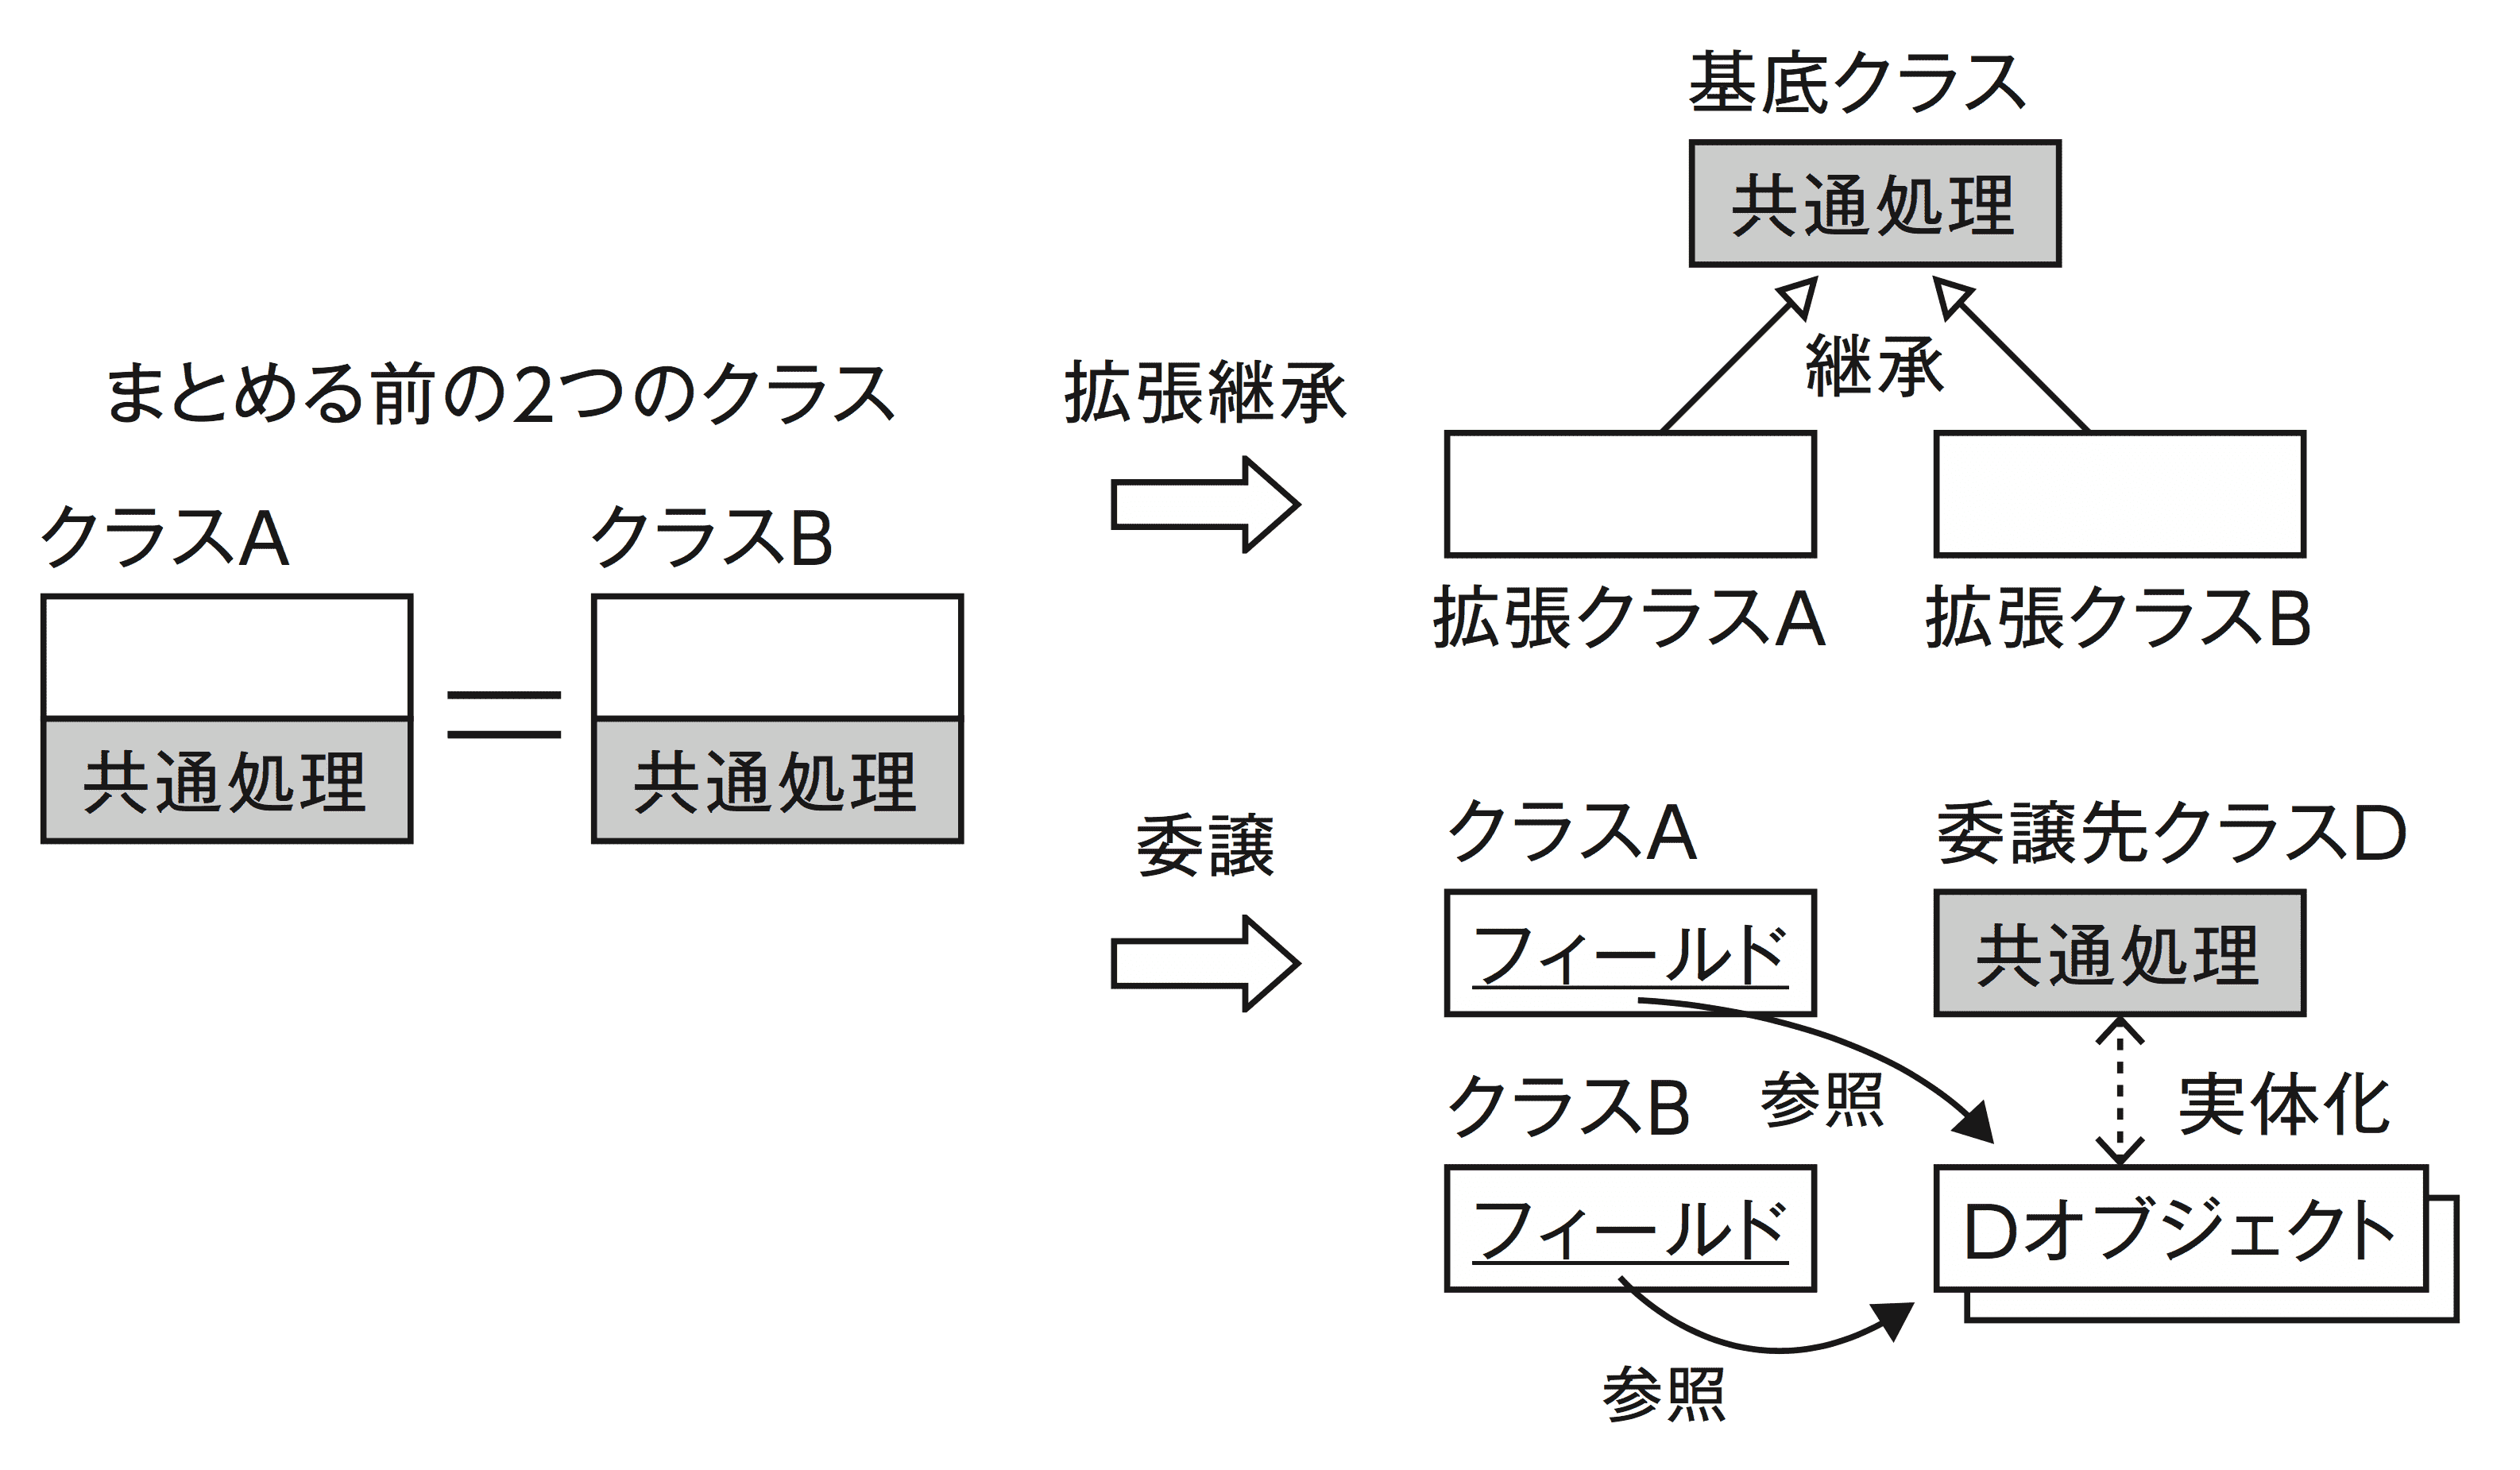 まとめる前の2つのクラス
クラスA
クラスB
共通処理
共通処理
拡張継承
基底クラス
共通処理
継承
拡張クラスA
拡張クラスB
委譲
クラスA
委譲先クラスD
フィールド
共通処理
参照
実体化
クラスB
フィールド
Dオブジェクト
参照